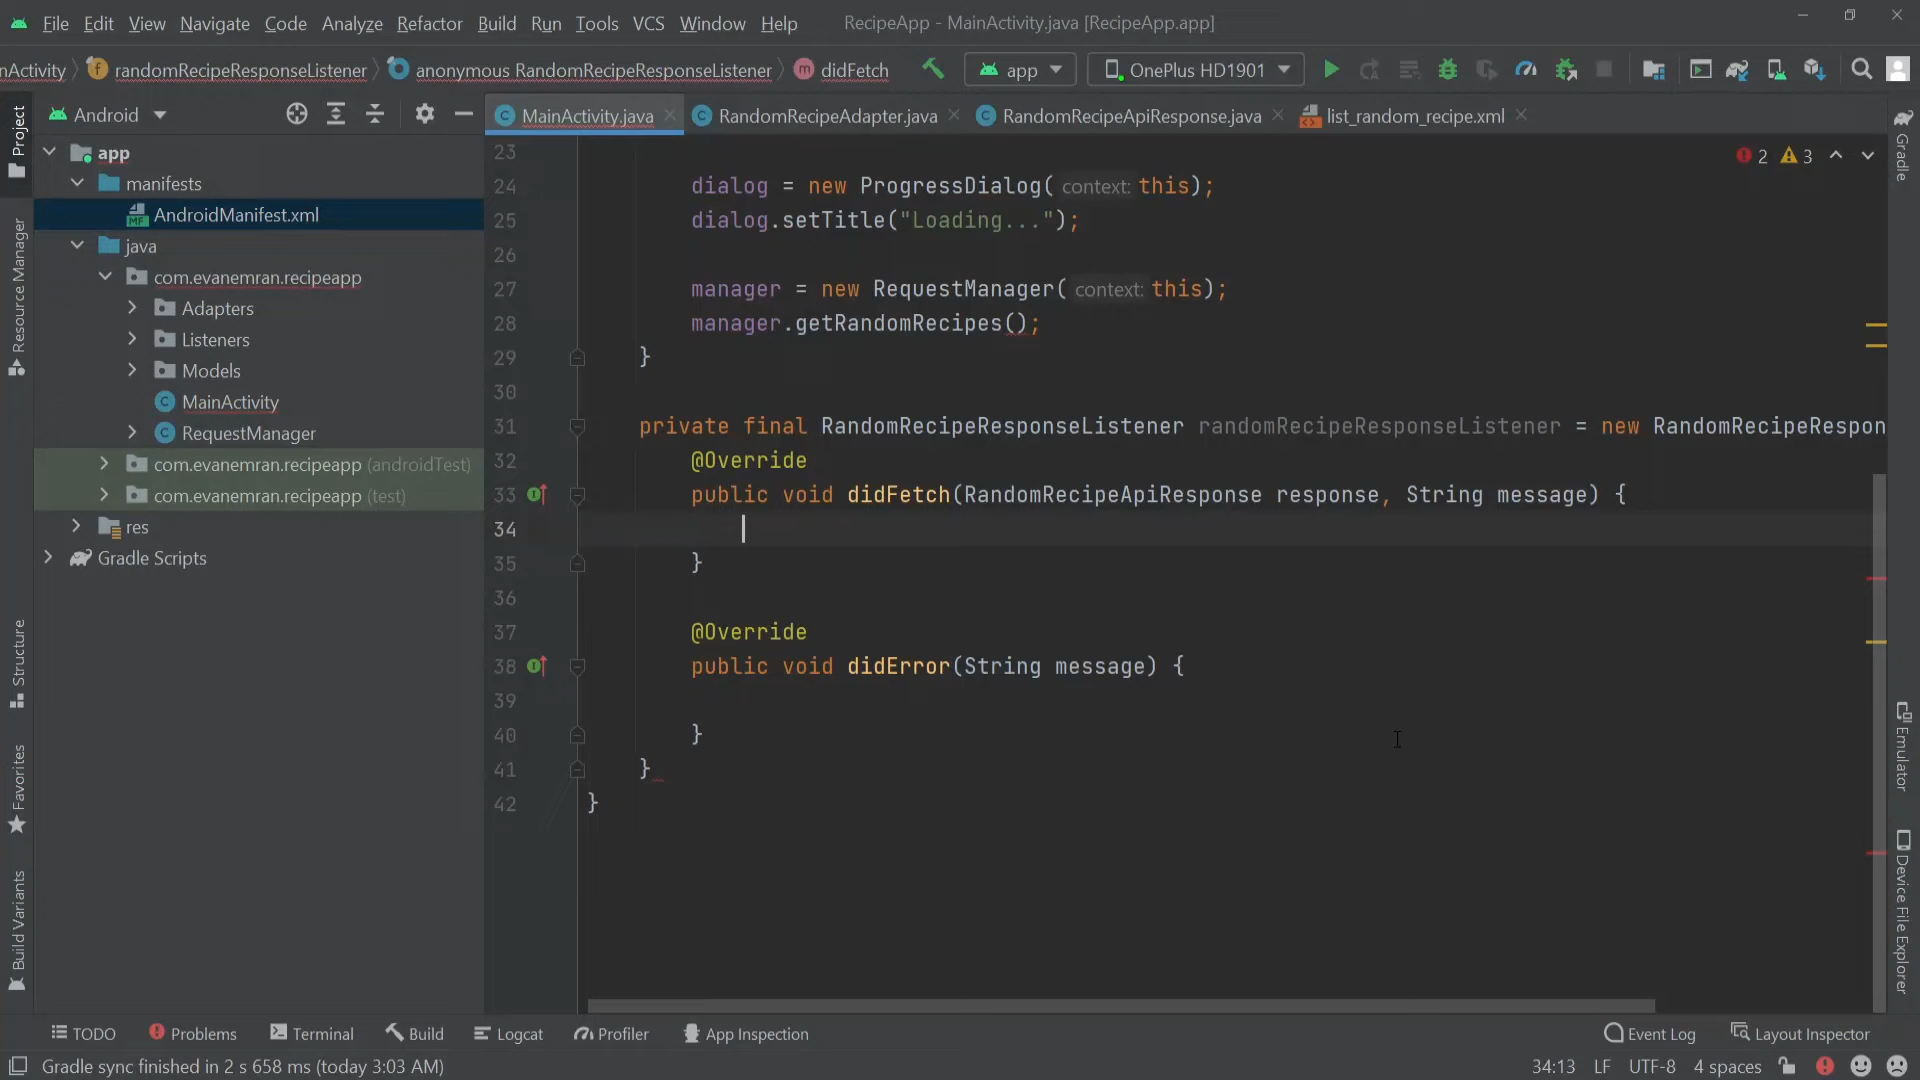 File Edit View Navigate Code Analyze Refactor Build Run Tools VCS Window Help RecipeApp - MainActivity.java [RecipeApp.app]
nActivity randomRecipeResponseListener anonymous RandomRecipeResponseListener didFetch app OnePlus HD1901
Android
MainActivity.java RandomRecipeAdapter.java RandomRecipeApiResponse.java list_random_recipe.xml
Project
Resource Manager
Structure
Favorites
Build Variants
app
manifests
AndroidManifest.xml
java
com.evanemran.recipeapp
Adapters
Listeners
Models
MainActivity
RequestManager
com.evanemran.recipeapp (androidTest)
com.evanemran.recipeapp (test)
res
Gradle Scripts
2 3
23
24 dialog = new ProgressDialog( context: this);
25 dialog.setTitle("Loading...");
26
27 manager = new RequestManager( context: this);
28 manager.getRandomRecipes();
29 }
30
31 private final RandomRecipeResponseListener randomRecipeResponseListener = new RandomRecipeRespon
32 @Override
33 public void didFetch(RandomRecipeApiResponse response, String message) {
34
35 }
36
37 @Override
38 public void didError(String message) {
39
40 }
41 }
42 }
Gradle
Emulator
Device File Explorer
TODO Problems Terminal Build Logcat Profiler App Inspection Event Log Layout Inspector
Gradle sync finished in 2 s 658 ms (today 3:03 AM) 34:13 LF UTF-8 4 spaces